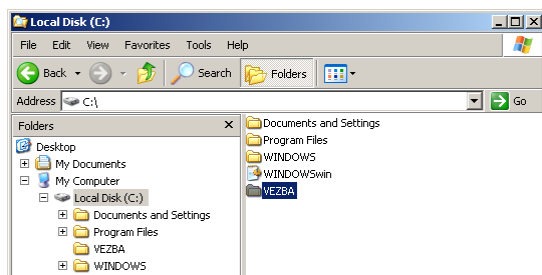 Local Disk (C:)
File Edit View Favorites Tools Help
Back Search Folders
Address C:\ Go
Folders
Desktop
My Documents
My Computer
Local Disk (C:)
Documents and Settings
Program Files
VEZBA
WINDOWS
Documents and Settings
Program Files
WINDOWS
WINDOWSwin
VEZBA